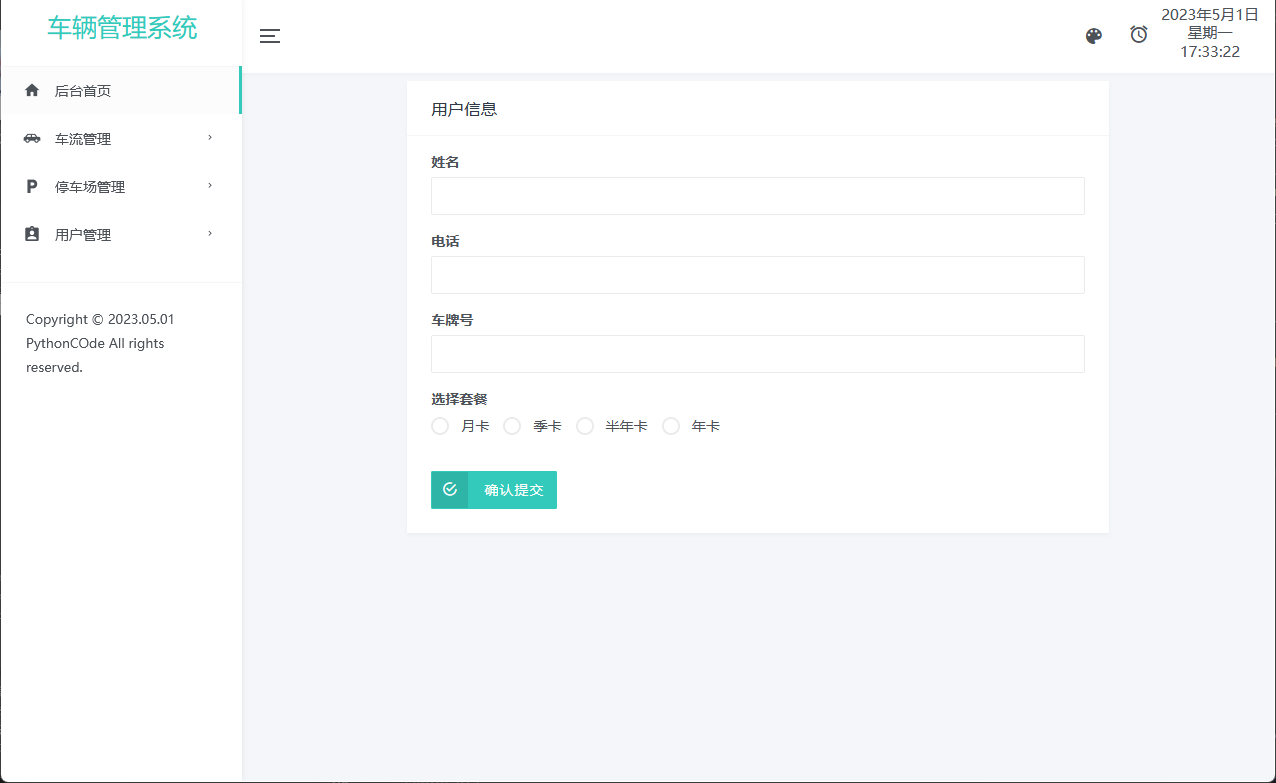 车辆管理系统
后台首页
车流管理
停车场管理
用户管理
Copyright © 2023.05.01
PythonCOde All rights
reserved.
2023年5月1日
星期一
17:33:22
用户信息
姓名
电话
车牌号
选择套餐
月卡 季卡 半年卡 年卡
确认提交